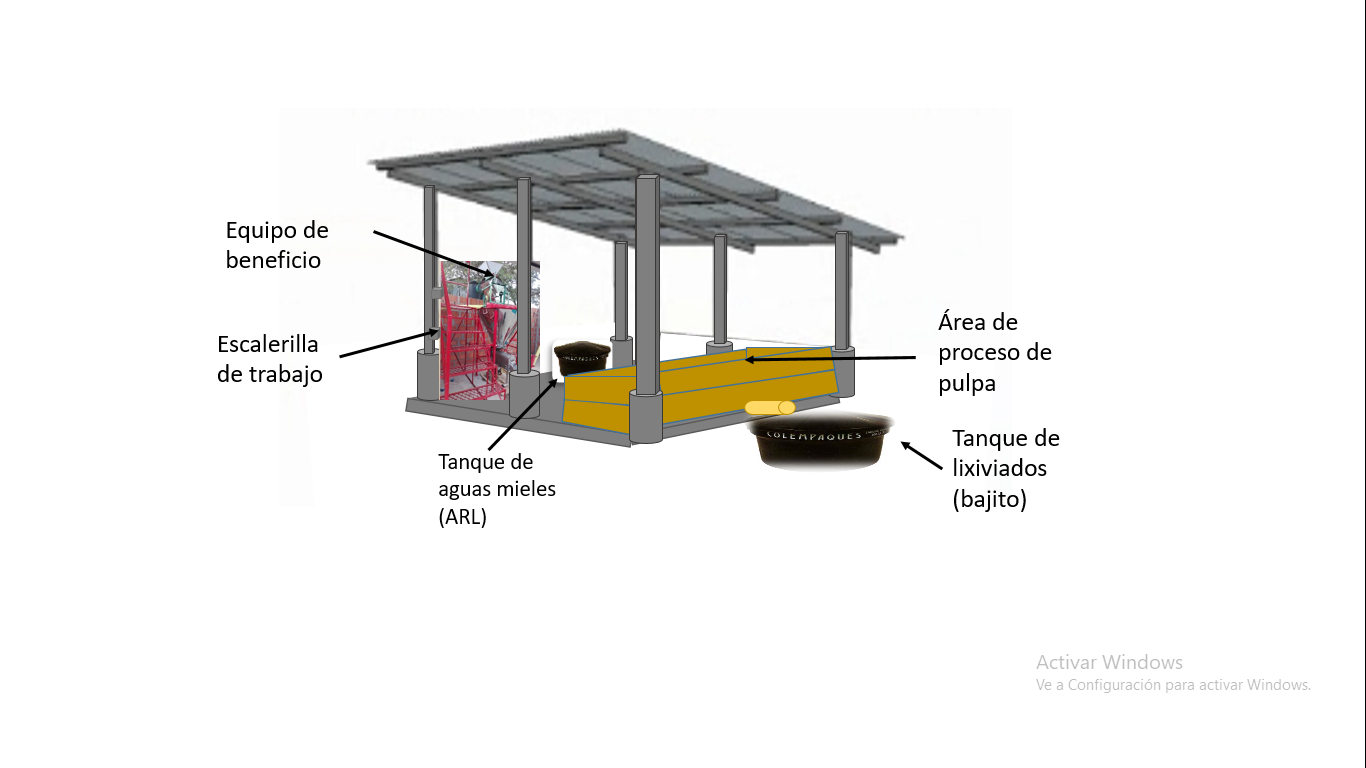 Equipo de
beneficio
Escalerilla
de trabajo
Área de
proceso de
pulpa
COLEMPAQUES
Tanque de
lixiviados
(bajito)
Tanque de
aguas mieles
(ARL)
Activar Windows
Ve a Configuración para activar Windows.